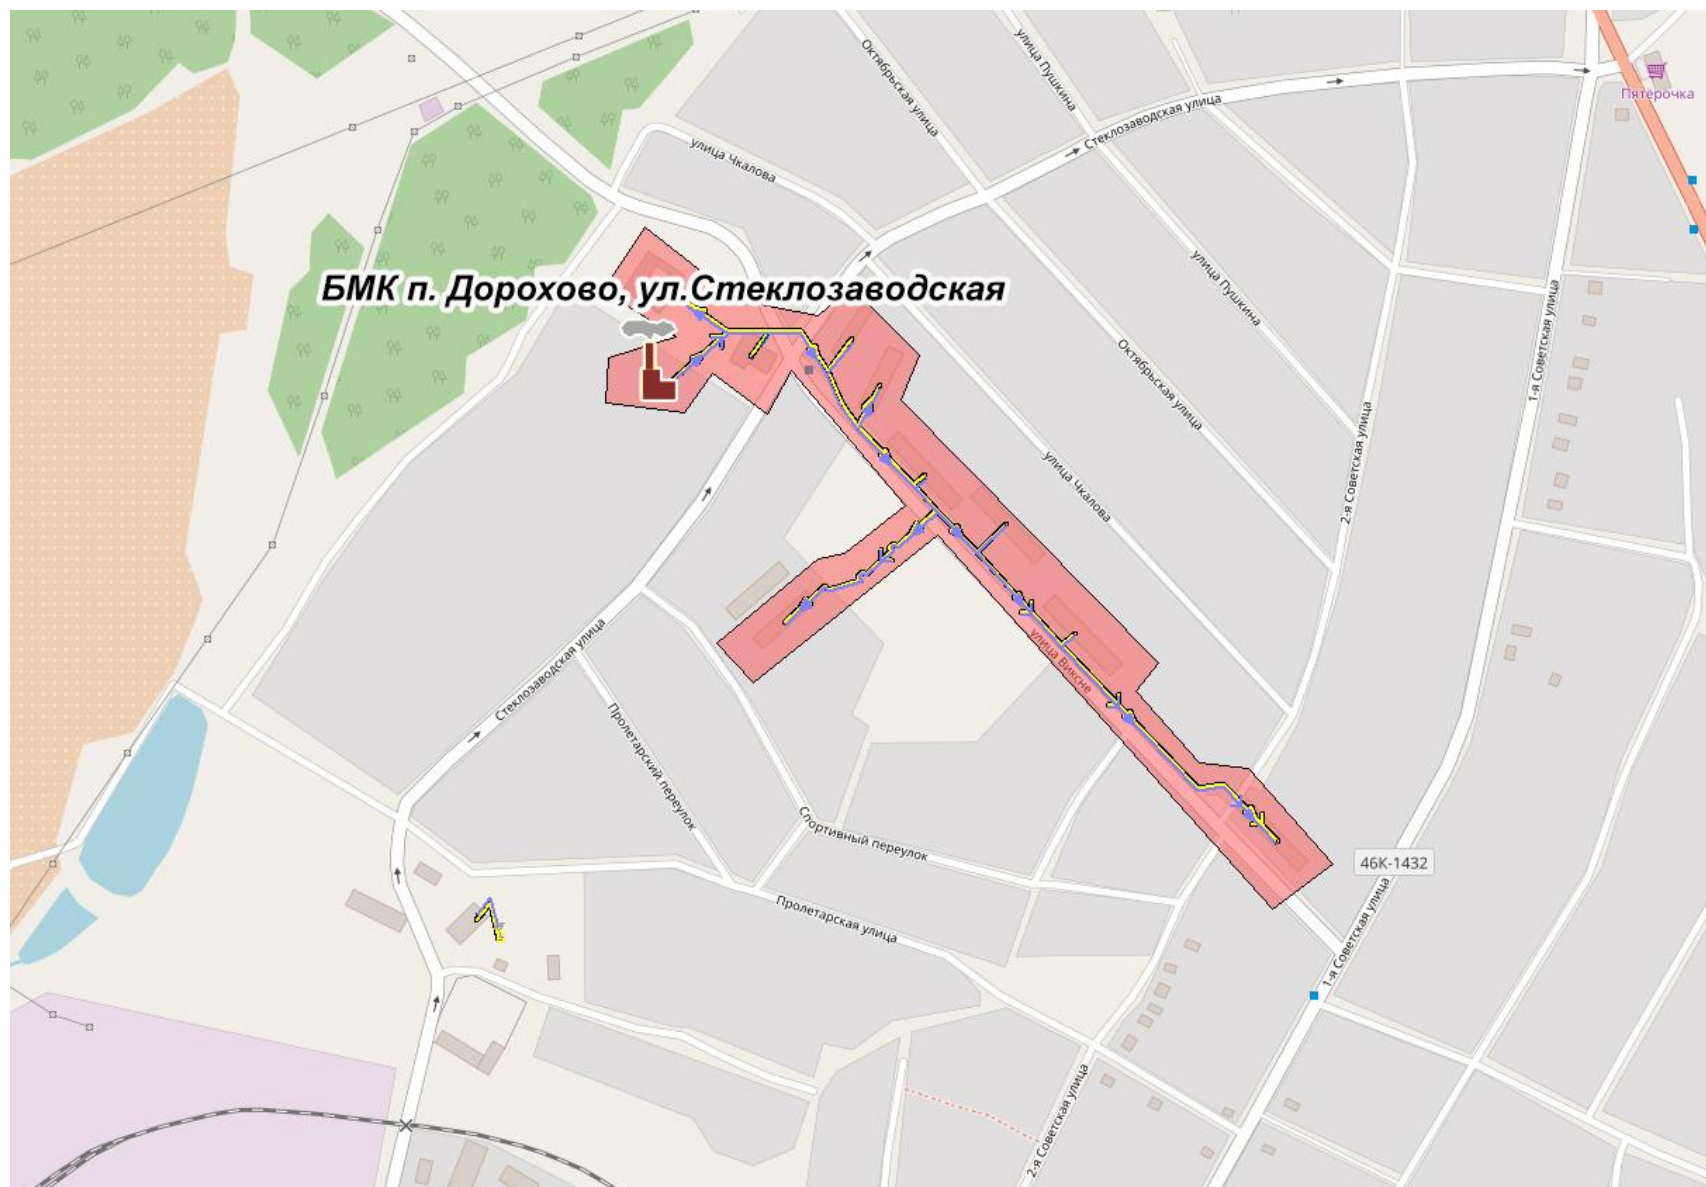 Октябрьская улица
улица Пушкина
Пятёрочка
Стеклозаводская улица
улица Чкалова
улица Пушкина
БМК п. Дорохово, ул.Стеклозаводская
1-я Советская улица
Октябрьская улица
2-я Советская улица
улица Чкалова
улица Виксне
Стеклозаводская улица
Пролетарский переулок
Спортивный переулок
46К-1432
Пролетарская улица
1-я Советская улица
2-я Советская улица